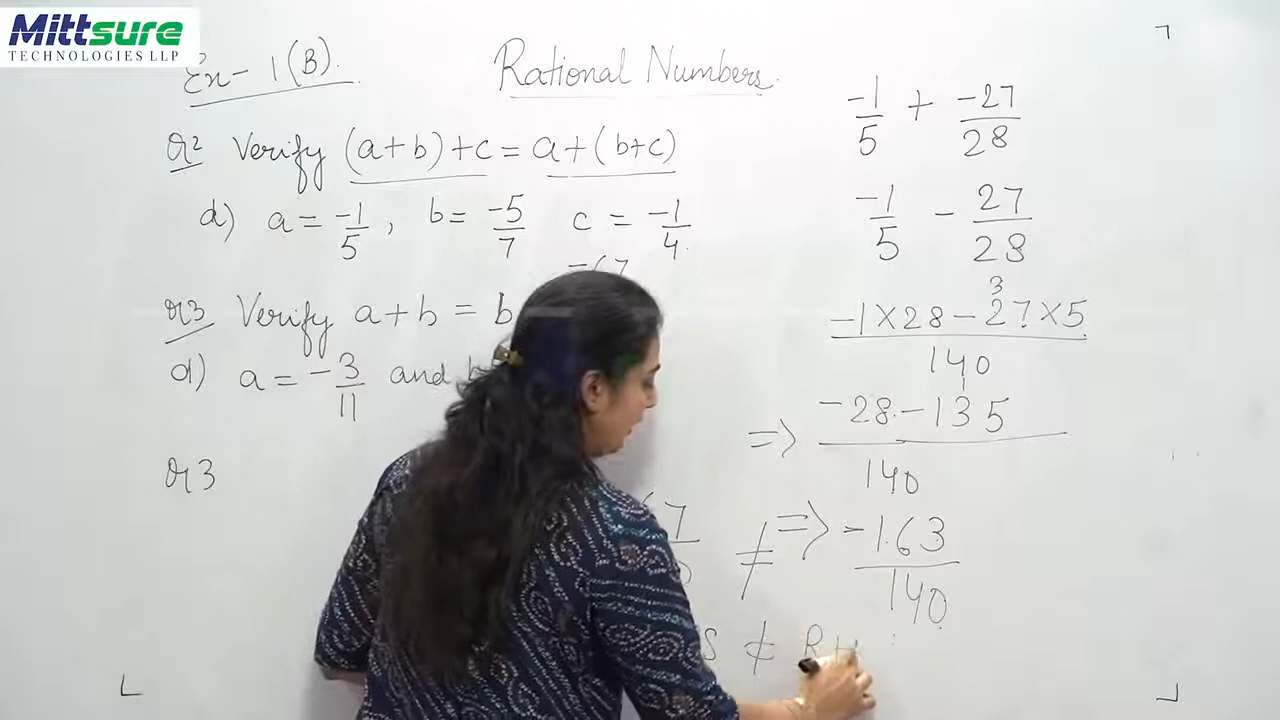 Mittsure
TECHNOLOGIES LLP
Ex- 1(B).
Rational Numbers.
Q2 Verify (a+b)+c = a+(b+c)
d) a = -1/5, b = -5/7 c = -1/4
Q3 Verify a+b = b
d) a = -3/11 and b
Q3
-1/5 + -27/28
-1/5 - 27/28
3
-1×28-27×5
140
=> -28-135
140
≠ => -163
140
S ≠ RH